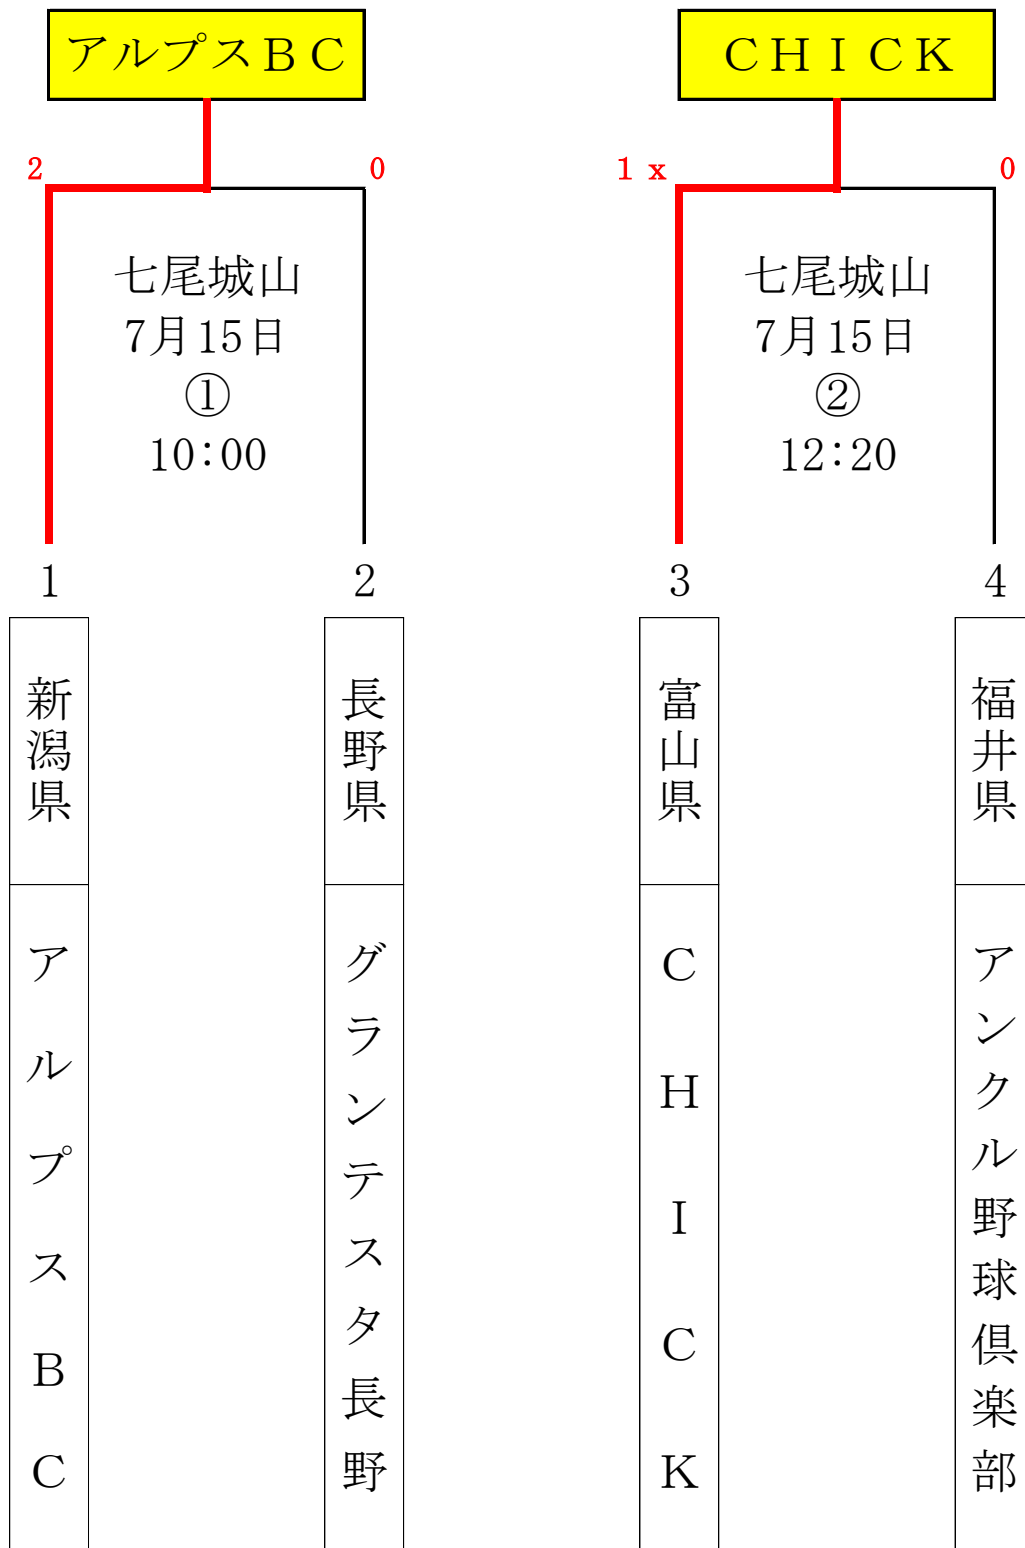 アルプスＢＣ
ＣＨＩＣＫ
2
0
1x
0
七尾城山
7月15日
①
10:00
七尾城山
7月15日
②
12:20
1
2
3
4
新潟県
長野県
富山県
福井県
アルプスＢＣ
グランテスタ長野
ＣＨＩＣＫ
アンクル野球倶楽部